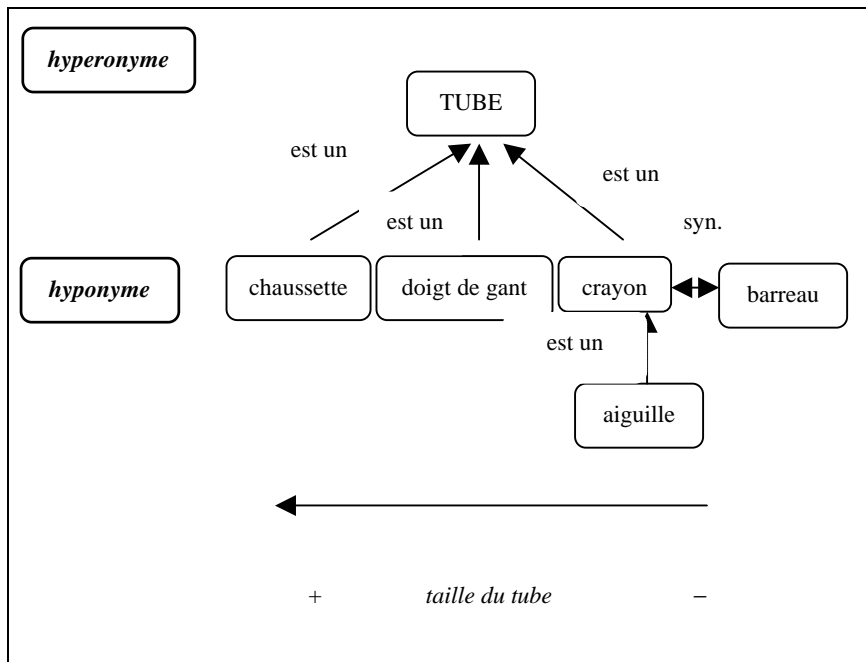 hyperonyme
TUBE
est un
est un
est un
syn.
hyponyme
chaussette
doigt de gant
crayon
barreau
est un
aiguille
+ taille du tube −